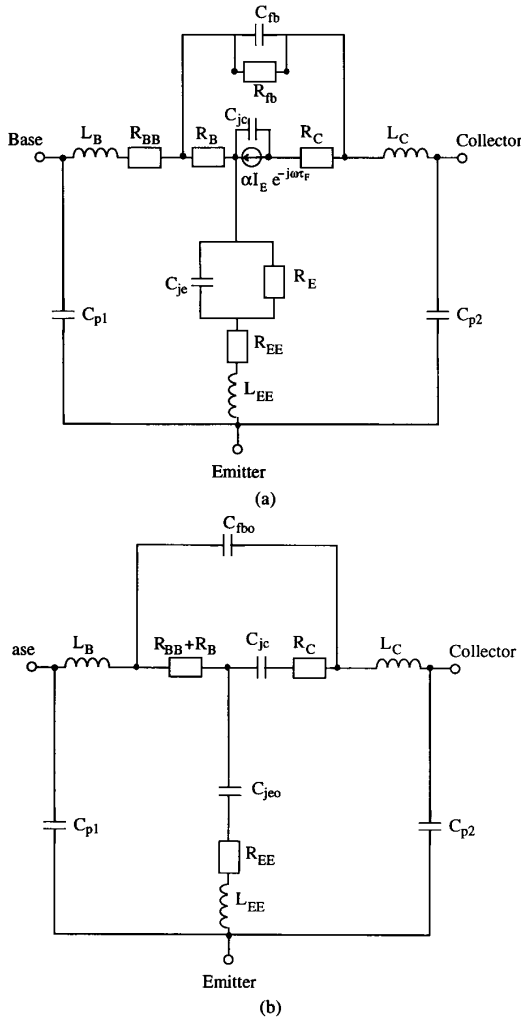 C_fb
R_fb
Base L_B R_BB R_B C_jc R_C L_C Collector
αI_E e^-jωτ_F
C_je R_E
C_p1 R_EE C_p2
L_EE
Emitter
(a)
C_fbo
ase L_B R_BB+R_B C_jc R_C L_C Collector
C_jeo
C_p1 R_EE C_p2
L_EE
Emitter
(b)